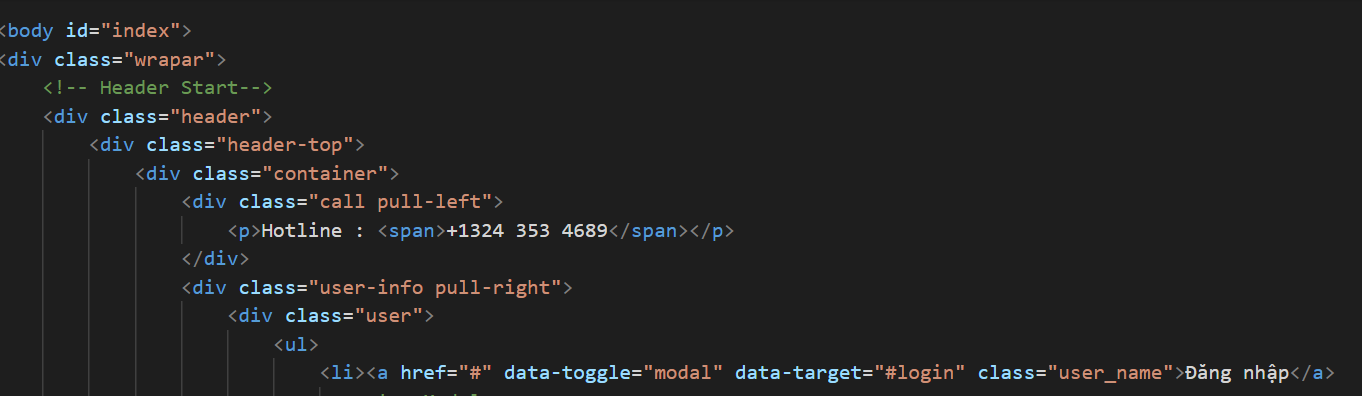 <body id="index">
<div class="wrapar">
<!-- Header Start-->
<div class="header">
<div class="header-top">
<div class="container">
<div class="call pull-left">
<p>Hotline : <span>+1324 353 4689</span></p>
</div>
<div class="user-info pull-right">
<div class="user">
<ul>
<li><a href="#" data-toggle="modal" data-target="#login" class="user_name">Đăng nhập</a>